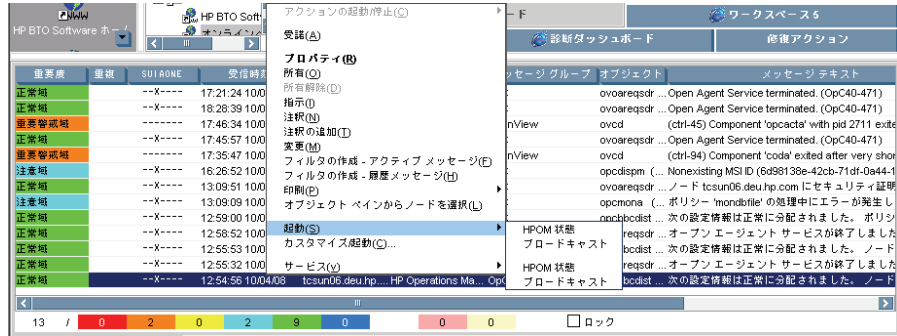 WWW
HP BTO Software ホーム
HP BTO Soft
オンライン
アクションの起動/停止(C)
受諾(A)
プロパティ(R)
所有(O)
所有解除(D)
指示(I)
注釈(N)
注釈の追加(T)
変更(M)
フィルタの作成 - アクティブ メッセージ(F)
フィルタの作成 - 履歴メッセージ(H)
印刷(P)
オブジェクト ペインからノードを選択(L)
起動(S)
カスタマイズ起動(C)...
サービス(V)
HPOM 状態
ブロードキャスト
HPOM 状態
ブロードキャスト
ード
ワークスペース 5
診断ダッシュボード
修復アクション
重要度 重複 SUIAONE 受信時 ッセージ グループ オブジェクト メッセージ テキスト
正常域 --X---- 17:21:24 10/0 ovoareqsdr ... Open Agent Service terminated. (OpC40-471)
正常域 --X---- 18:28:39 10/0 ovoareqsdr ... Open Agent Service terminated. (OpC40-471)
重要警戒域 ------- 17:46:34 10/0 nView ovcd (ctrl-45) Component 'opcacta' with pid 2711 exite
正常域 --X---- 17:45:57 10/0 ovoareqsdr ... Open Agent Service terminated. (OpC40-471)
重要警戒域 ------- 17:35:47 10/0 nView ovcd (ctrl-94) Component 'coda' exited after very shor
注意域 --X---- 16:26:52 10/0 opcdispm (... Nonexisting MSI ID (6d98138e-42cb-71df-0a44-1
正常域 --X---- 13:09:51 10/0 ovoareqsdr ... ノード tcsun06.deu.hp.com にセキュリティ証明
注意域 --X---- 13:09:09 10/0 opcmona (... ポリシー 'mondbfile' の処理中にエラーが発生し
正常域 --X---- 12:59:00 10/0 opcbbcdist ... 次の設定情報は正常に分配されました。 ポリシ
正常域 --X---- 12:58:52 10/0 reqsdr ... オープン エージェント サービスが終了しました
正常域 --X---- 12:55:53 10/0 bcdist ... 次の設定情報は正常に分配されました。 ノード
正常域 --X---- 12:55:32 10/0 reqsdr ... オープン エージェント サービスが終了しました
正常域 --X---- 12:54:56 10/04/08 tcsun06.deu.hp.... HP Operations Ma... OpC bcdist ... 次の設定情報は正常に分配されました。 ノード
13 / 0 2 0 2 9 0 0 0 ロック